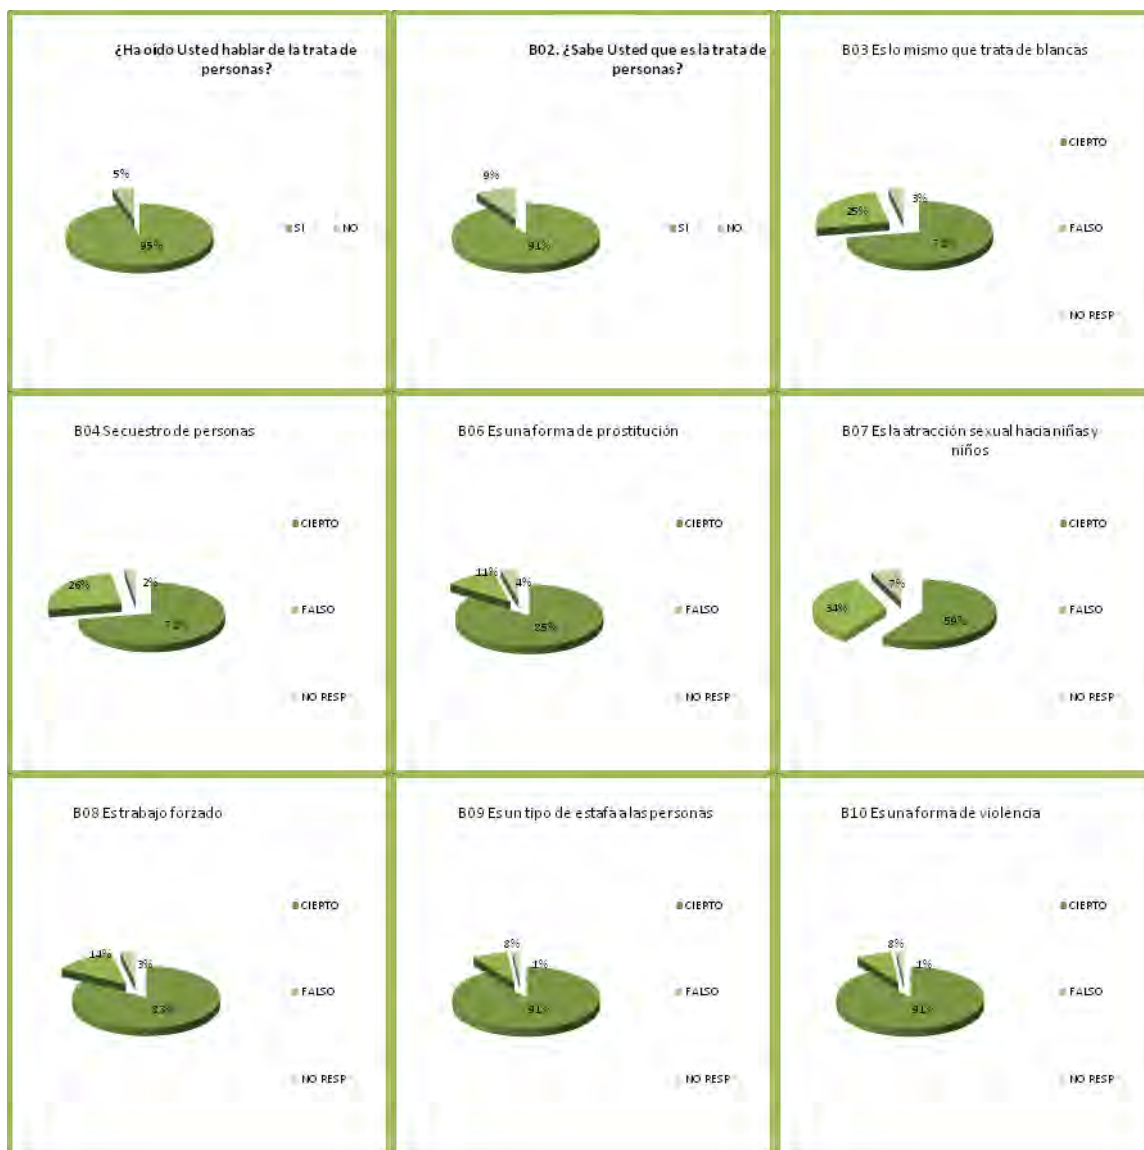 ¿Ha oido Usted hablar de la trata de
personas?
5%
95%
SI NO
B02. ¿Sabe Usted que es la trata de
personas?
9%
91%
SI NO
B03 Es lo mismo que trata de blancas
CIERTO
3%
25%
FALSO
NO RESP
B04 Secuestro de personas
CIERTO
26%
2%
FALSO
NO RESP
B06 Es una forma de prostitución
CIERTO
11%
4%
85%
FALSO
NO RESP
B07 Es la atracción sexual hacia niñas y
niños
CIERTO
7%
34%
59%
FALSO
NO RESP
B08 Es trabajo forzado
CIERTO
14%
3%
83%
FALSO
NO RESP
B09 Es un tipo de estafa a las personas
CIERTO
8%
1%
91%
FALSO
NO RESP
B10 Es una forma de violencia
CIERTO
8%
1%
91%
FALSO
NO RESP